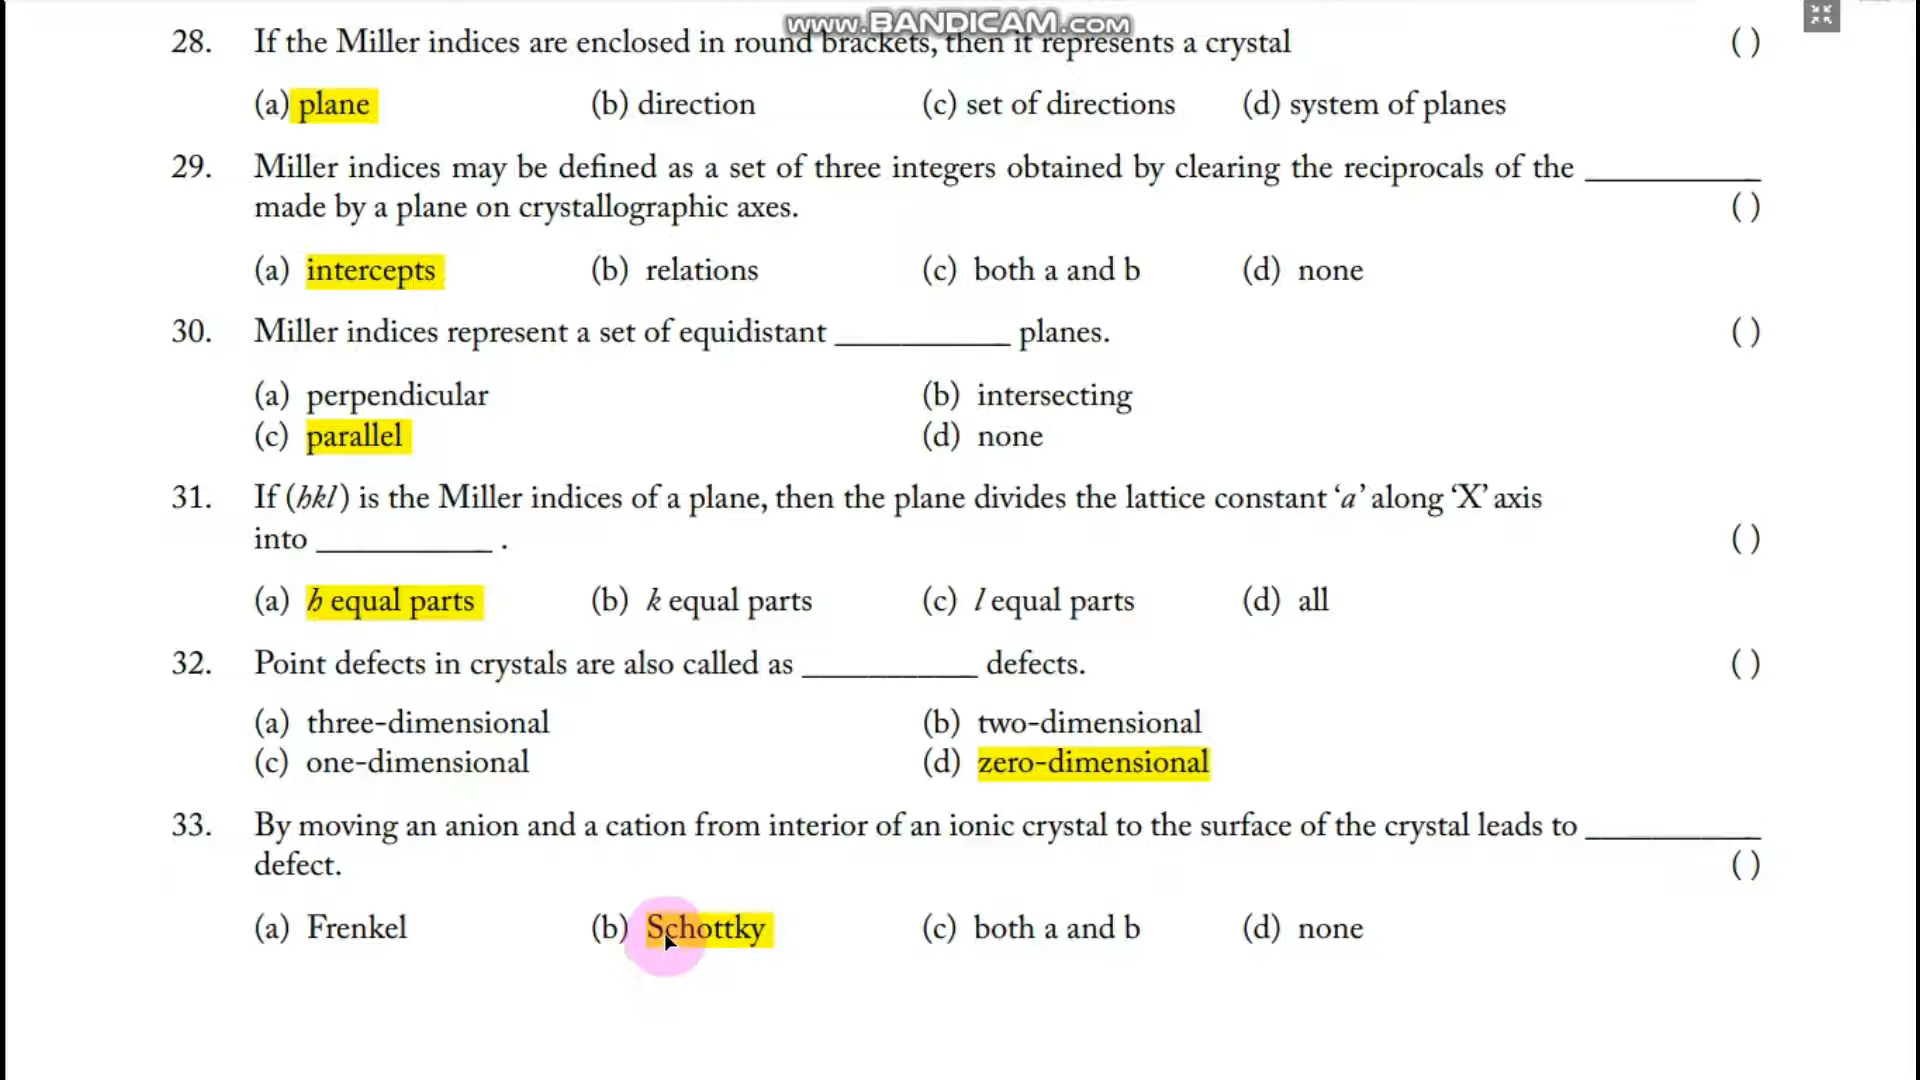 www.BANDICAM.com
28. If the Miller indices are enclosed in round brackets, then it represents a crystal ( )
(a) plane (b) direction (c) set of directions (d) system of planes
29. Miller indices may be defined as a set of three integers obtained by clearing the reciprocals of the __________
made by a plane on crystallographic axes. ( )
(a) intercepts (b) relations (c) both a and b (d) none
30. Miller indices represent a set of equidistant __________ planes. ( )
(a) perpendicular (b) intersecting
(c) parallel (d) none
31. If (hkl) is the Miller indices of a plane, then the plane divides the lattice constant ‘a’ along ‘X’ axis
into __________ . ( )
(a) h equal parts (b) k equal parts (c) l equal parts (d) all
32. Point defects in crystals are also called as __________ defects. ( )
(a) three-dimensional (b) two-dimensional
(c) one-dimensional (d) zero-dimensional
33. By moving an anion and a cation from interior of an ionic crystal to the surface of the crystal leads to __________
defect. ( )
(a) Frenkel (b) Schottky (c) both a and b (d) none